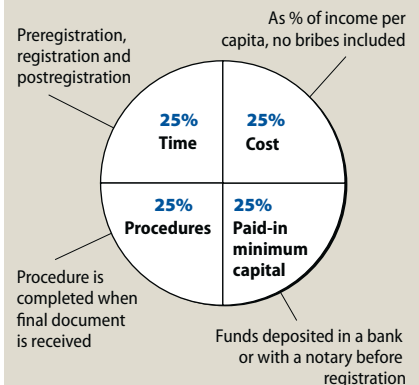 Preregistration,
registration and
postregistration
As % of income per
capita, no bribes included
25%
Time
25%
Cost
25%
Procedures
25%
Paid-in
minimum
capital
Procedure is
completed when
final document
is received
Funds deposited in a bank
or with a notary before
registration